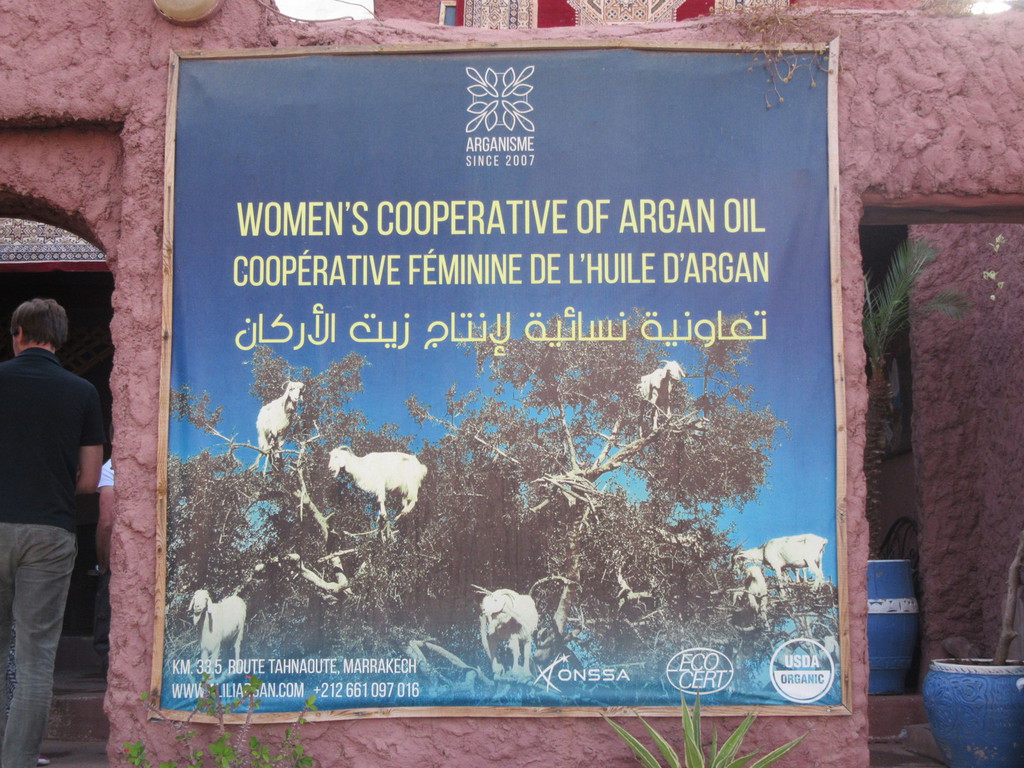 ARGANISME
SINCE 2007
WOMEN'S COOPERATIVE OF ARGAN OIL
COOPÉRATIVE FÉMININE DE L'HUILE D'ARGAN
تعاونية نسائية لإنتاج زيت الأركان
KM. 33.5 ROUTE TAHNAOUTE, MARRAKECH
+212 661 097 016
ONSSA
ECO
CERT
USDA
ORGANIC